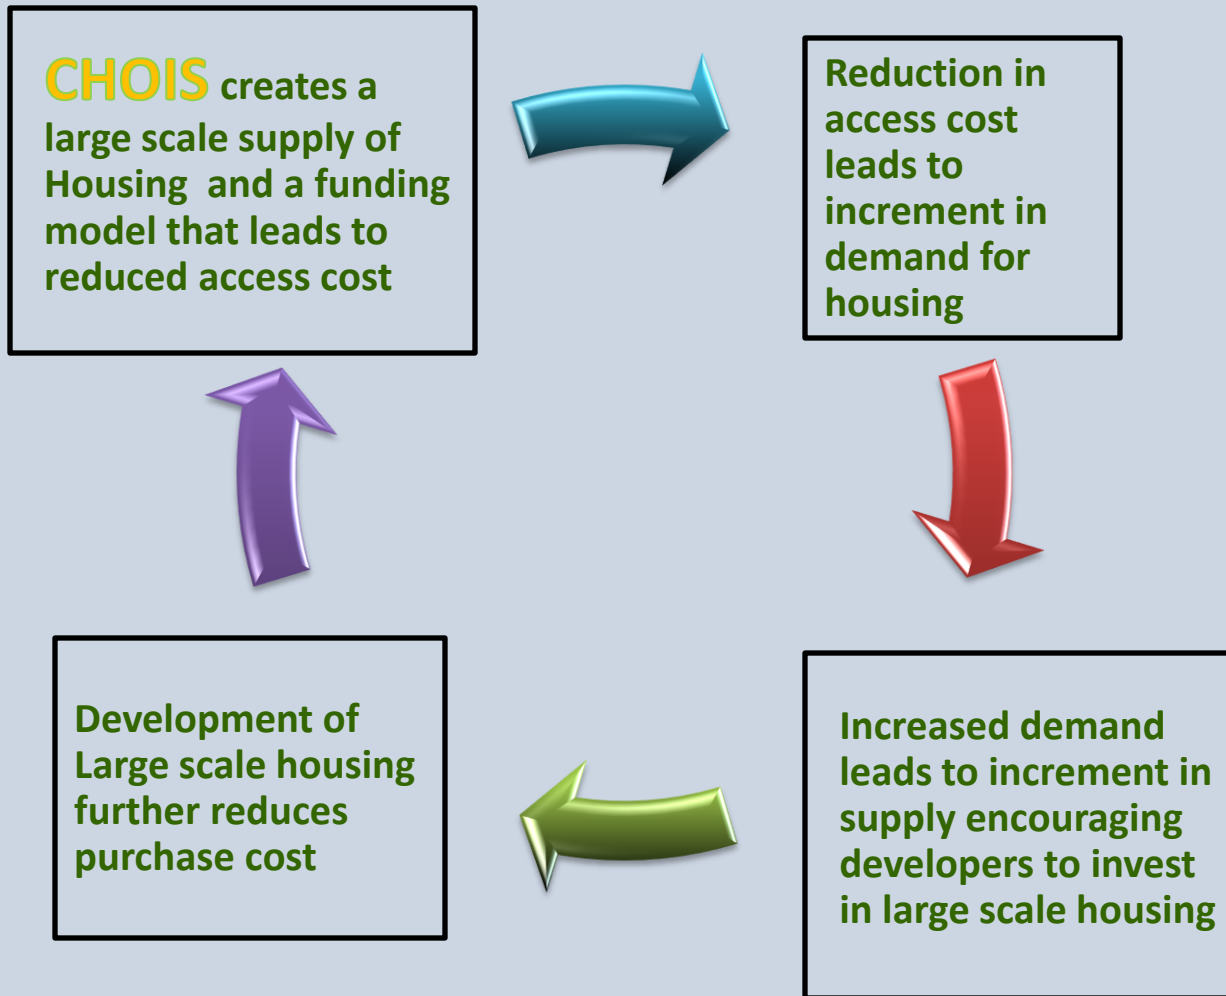 CHOIS creates a
large scale supply of
Housing and a funding
model that leads to
reduced access cost
Reduction in
access cost
leads to
increment in
demand for
housing
Increased demand
leads to increment in
supply encouraging
developers to invest
in large scale housing
Development of
Large scale housing
further reduces
purchase cost